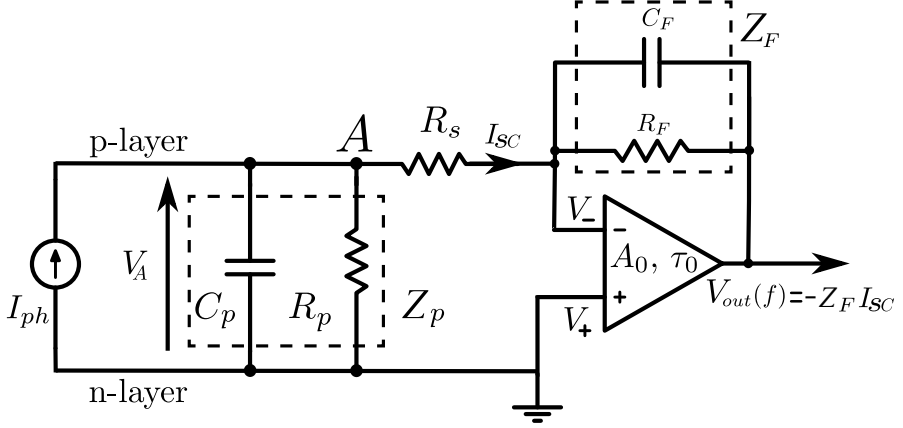 C_F
Z_F
R_F
A
R_s
I_SC
p-layer
V_-
-
A_0, τ_0
V_A
I_ph
C_p
R_p
Z_p
+
V_+
V_out(f)=-Z_F I_SC
n-layer